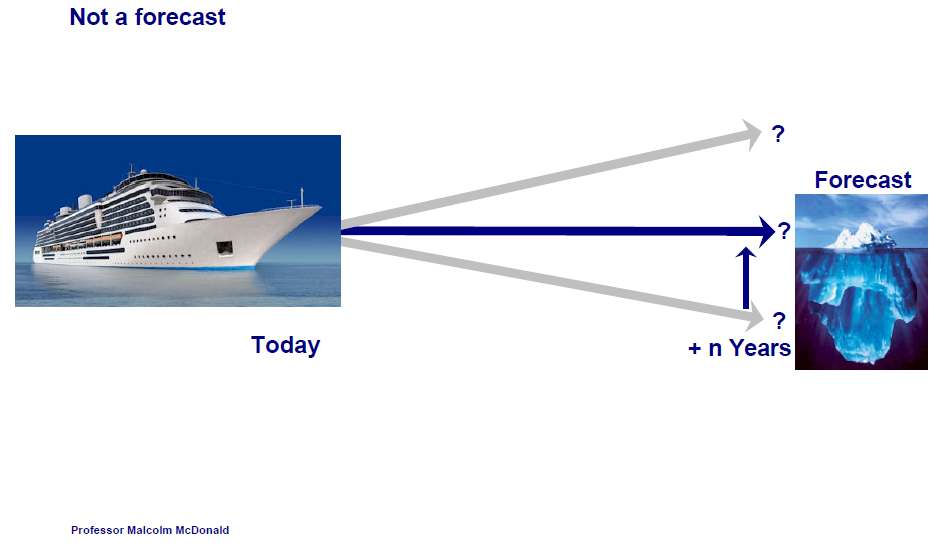 Not a forecast
?
Forecast
?
?
Today
+ n Years
Professor Malcolm McDonald